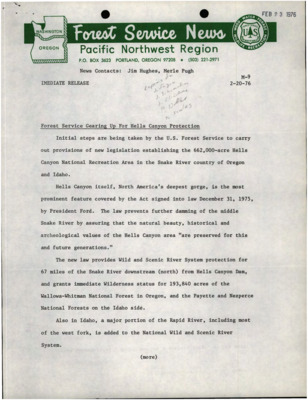 FEB 23 1976
WASHINGTON
OREGON
Forest Service News
Pacific Northwest Region
P.O. BOX 3623 PORTLAND, OREGON 97208 • (503) 221-2971
News Contacts: Jim Hughes, Merle Pugh
M-9
IMEDIATE RELEASE
2-20-76
Forest Service Gearing Up For Hells Canyon Protection
Initial steps are being taken by the U.S. Forest Service to carry
out provisions of new legislation establishing the 662,000-acre Hells
Canyon National Recreation Area in the Snake River country of Oregon
and Idaho.
Hells Canyon itself, North America's deepest gorge, is the most
prominent feature covered by the Act signed into law December 31, 1975,
by President Ford. The law prevents further damming of the middle
Snake River by assuring that the natural beauty, historical and
archeological values of the Hells Canyon area "are preserved for this
and future generations."
The new law provides Wild and Scenic River System protection for
67 miles of the Snake River downstream (north) from Hells Canyon Dam,
and grants immediate Wilderness status for 193,840 acres of the
Wallowa-Whitman National Forest in Oregon, and the Payette and Nezperce
National Forests on the Idaho side.
Also in Idaho, a major portion of the Rapid River, including most
of the west fork, is added to the National Wild and Scenic River
System.
(more)